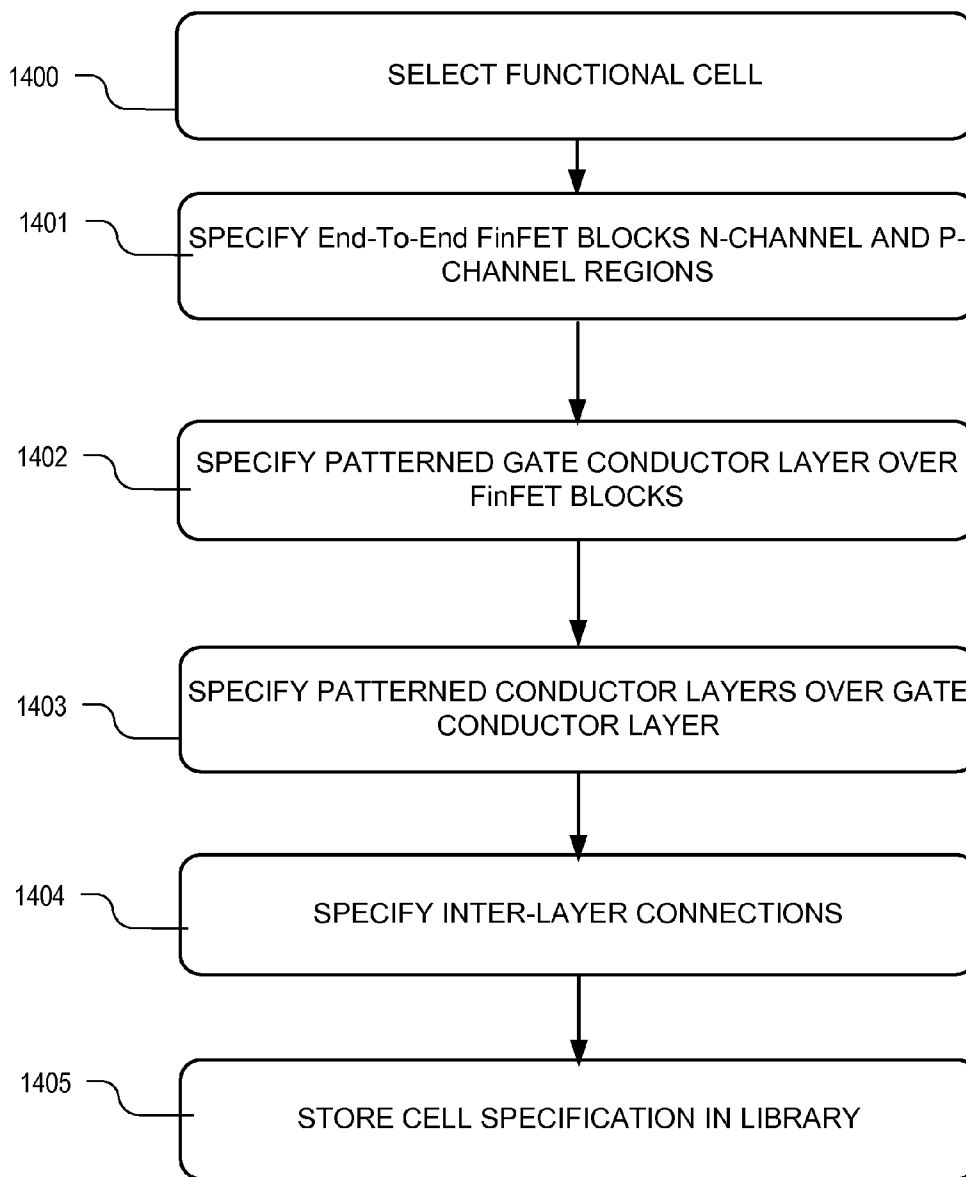 1400
SELECT FUNCTIONAL CELL
1401
SPECIFY End-To-End FinFET BLOCKS N-CHANNEL AND P-
CHANNEL REGIONS
1402
SPECIFY PATTERNED GATE CONDUCTOR LAYER OVER
FinFET BLOCKS
1403
SPECIFY PATTERNED CONDUCTOR LAYERS OVER GATE
CONDUCTOR LAYER
1404
SPECIFY INTER-LAYER CONNECTIONS
1405
STORE CELL SPECIFICATION IN LIBRARY